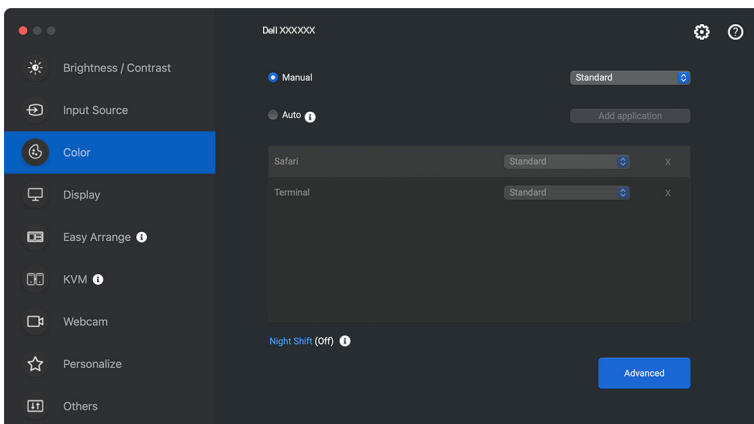 Dell XXXXXX
Brightness / Contrast
Input Source
Color
Display
Easy Arrange
KVM
Webcam
Personalize
Others
Manual
Standard
Auto
Add application
Safari
Standard
X
Terminal
Standard
X
Night Shift (Off)
Advanced